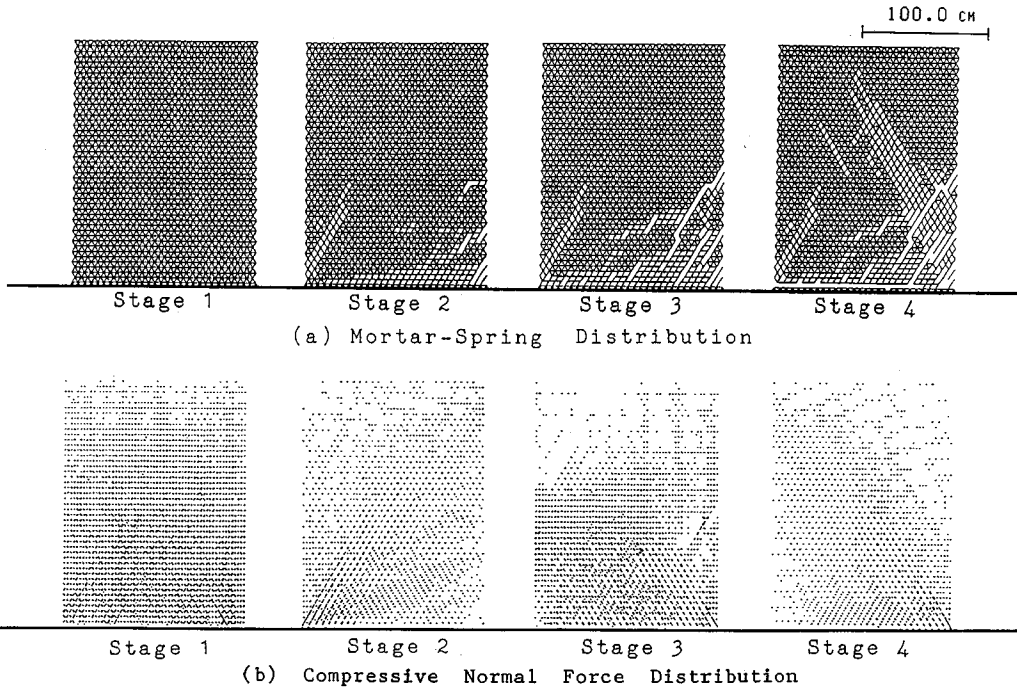 100.0 CM
Stage 1 Stage 2 Stage 3 Stage 4
(a) Mortar-Spring Distribution
Stage 1 Stage 2 Stage 3 Stage 4
(b) Compressive Normal Force Distribution